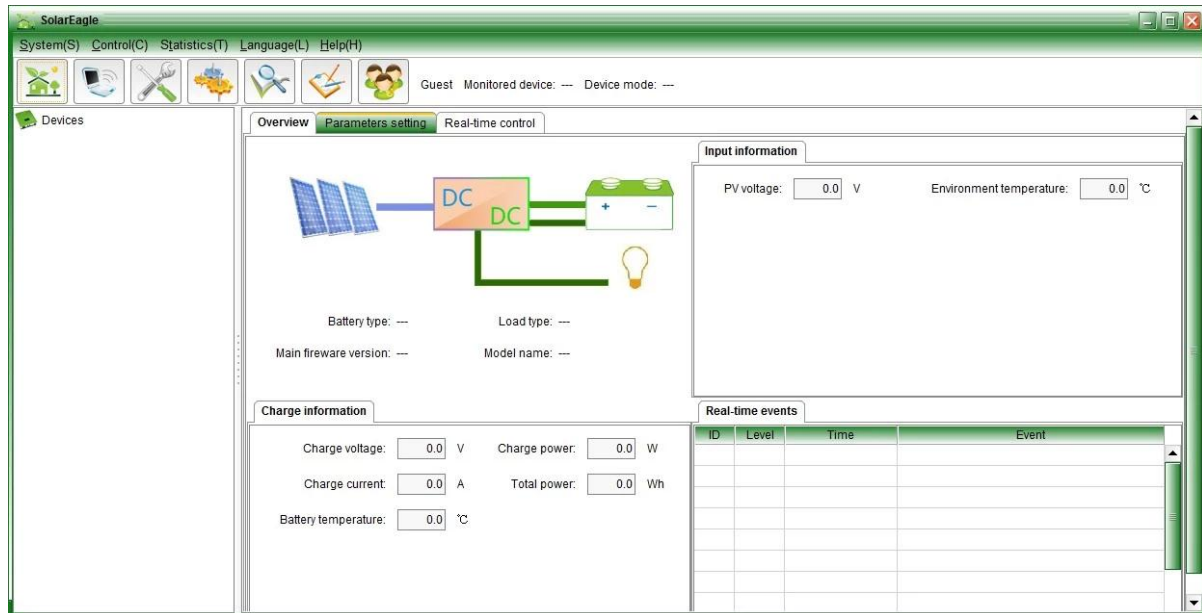 SolarEagle
System(S) Control(C) Statistics(T) Language(L) Help(H)
Guest Monitored device: --- Device mode: ---
Devices
Overview Parameters setting Real-time control
DC
DC
+ −
Battery type: --- Load type: ---
Main fireware version: --- Model name: ---
Input information
PV voltage: 0.0 V Environment temperature: 0.0 ℃
Charge information
Charge voltage: 0.0 V Charge power: 0.0 W
Charge current: 0.0 A Total power: 0.0 Wh
Battery temperature: 0.0 ℃
Real-time events
ID Level Time Event